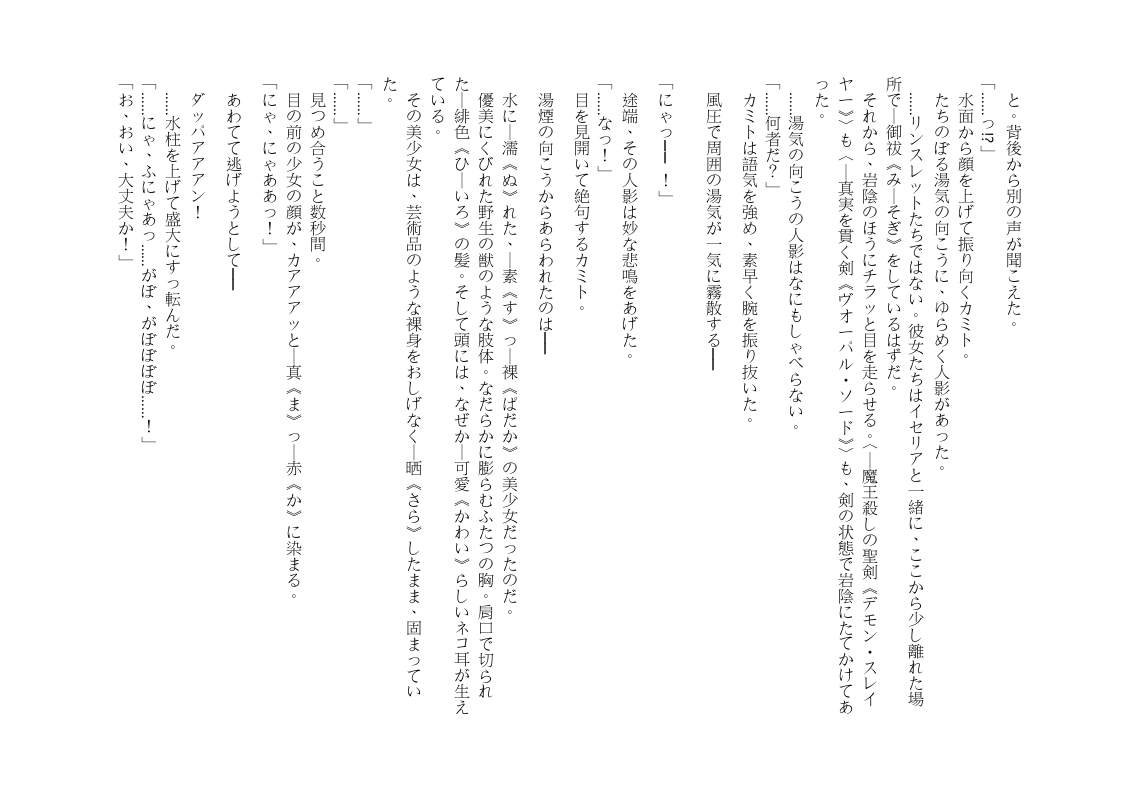 と。背後から別の声が聞こえた。
「……っ!?」
水面から顔を上げて振り向くカミト。
たちのぼる湯気の向こうに、ゆらめく人影があった。
……リンスレットたちではない。彼女たちはイセリアと一緒に、ここから少し離れた場
所で―御祓《み―そぎ》をしているはずだ。
それから、岩陰のほうにチラッと目を走らせる。〈―魔王殺しの聖剣《デモン・スレイ
ヤー》〉も〈―真実を貫く剣《ヴォーパル・ソード》〉も、剣の状態で岩陰にたてかけてあ
った。
……湯気の向こうの人影はなにもしゃべらない。
「……何者だ？」
カミトは語気を強め、素早く腕を振り抜いた。
風圧で周囲の湯気が一気に霧散する――
「にゃっ――！」
途端、その人影は妙な悲鳴をあげた。
「……なっ！」
目を見開いて絶句するカミト。
湯煙の向こうからあらわれたのは――
水に―濡《ぬ》れた、―素《す》っ―裸《ぱだか》の美少女だったのだ。
優美にくびれた野生の獣のような肢体。なだらかに膨らむふたつの胸。肩口で切られ
た―緋色《ひ―いろ》の髪。そして頭には、なぜか―可愛《かわい》らしいネコ耳が生え
ている。
その美少女は、芸術品のような裸身をおしげなく―晒《さら》したまま、固まってい
た。
「……」
「……」
見つめ合うこと数秒間。
目の前の少女の顔が、カアアアッと―真《ま》っ―赤《か》に染まる。
「にゃ、にゃああっ！」
あわてて逃げようとして――
ダッパアアアン！
……水柱を上げて盛大にすっ転んだ。
「……にゃ、ふにゃあっ……がぼ、がぼぼぼぼ……！」
「お、おい、大丈夫か！」